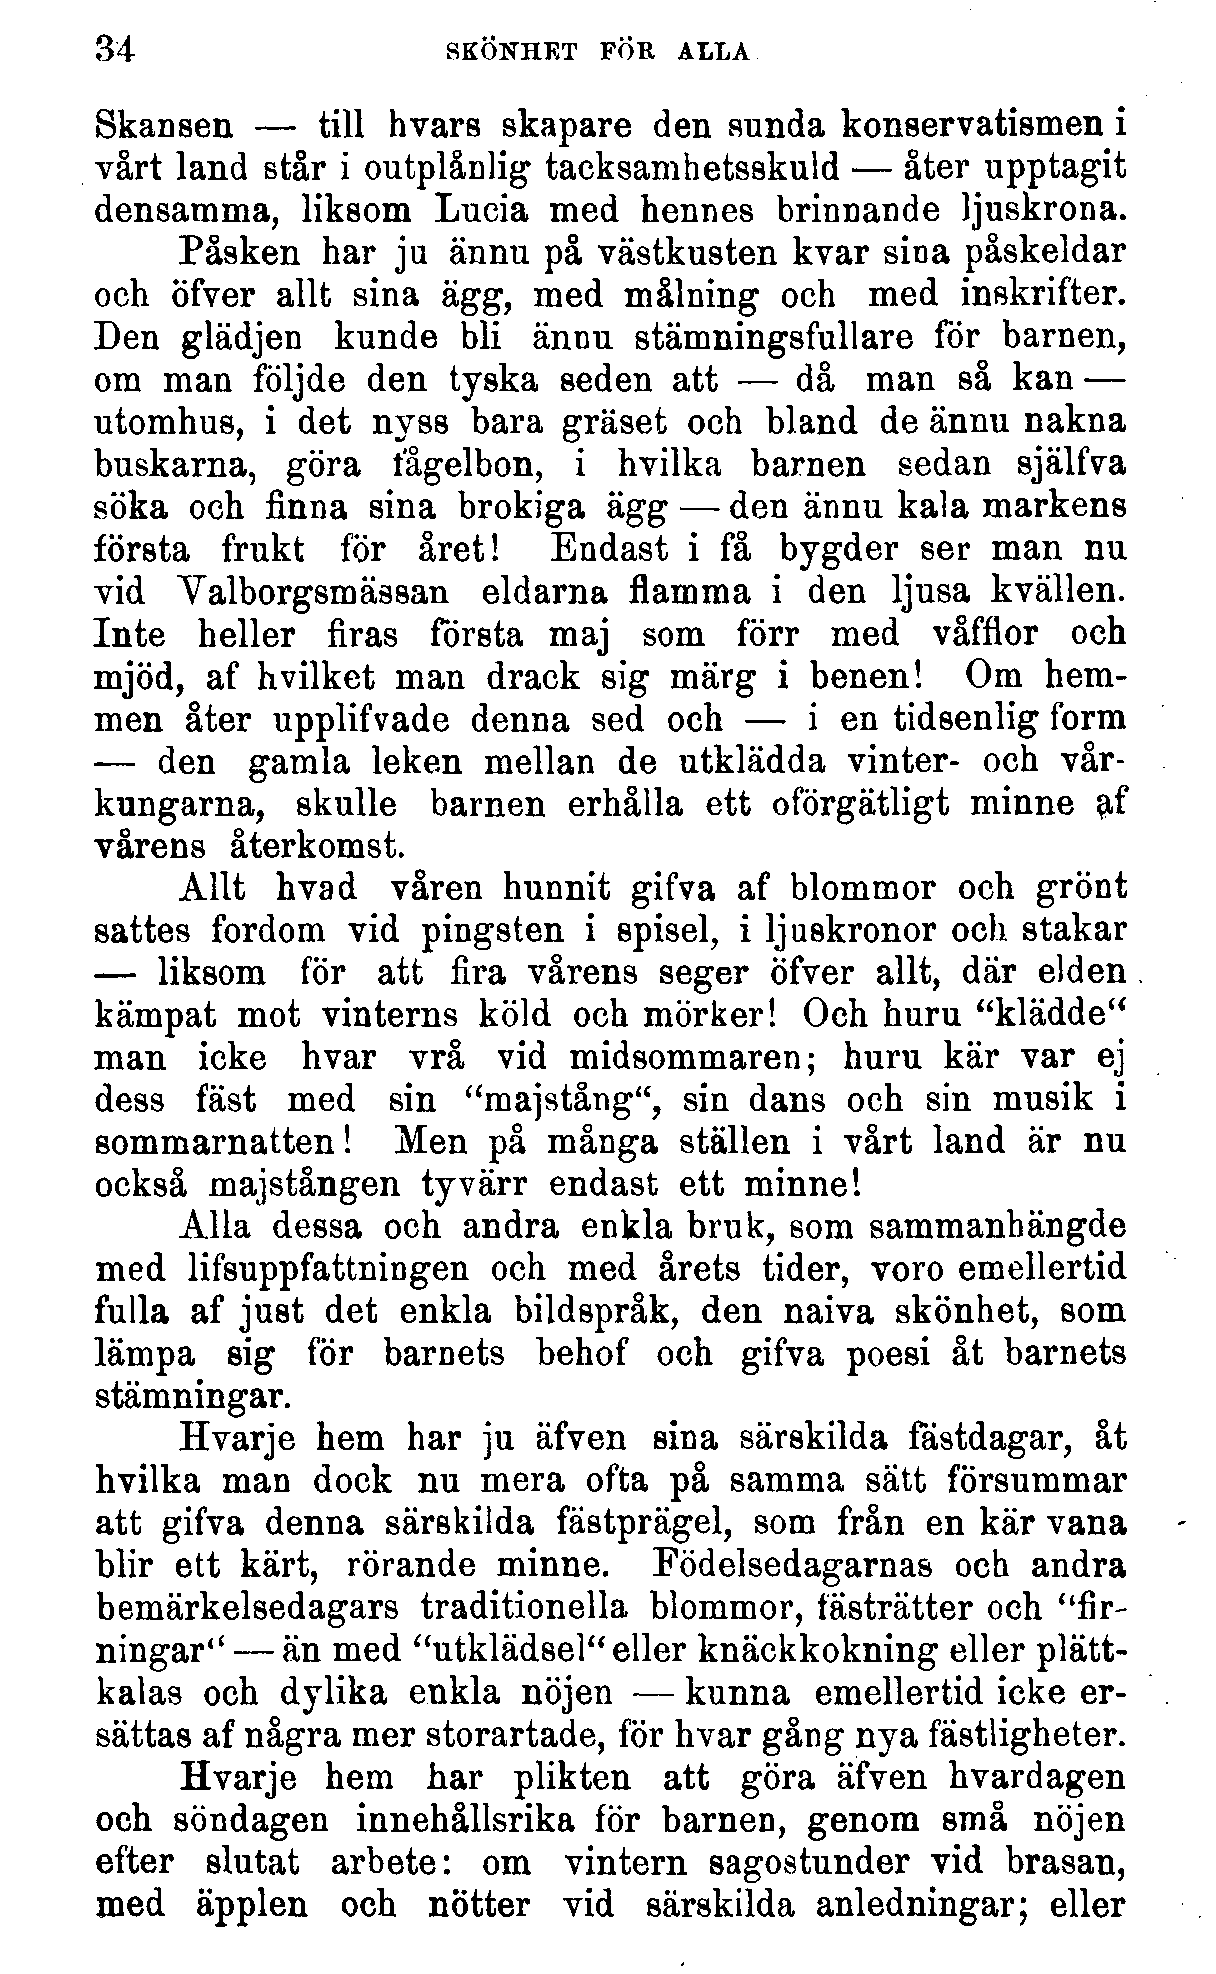 34 SKÖNHET FÖR ALLA
Skansen — till hvars skapare den sunda konservatismen i
vårt land står i outplånlig tacksamhetsskuld — åter upptagit
densamma, liksom Lucia med hennes brinnande ljuskrona.
Påsken har ju ännu på västkusten kvar sina påskeldar
och öfver allt sina ägg, med målning och med inskrifter.
Den glädjen kunde bli ännu stämningsfullare för barnen,
om man följde den tyska seden att — då man så kan —
utomhus, i det nyss bara gräset och bland de ännu nakna
buskarna, göra fågelbon, i hvilka barnen sedan själfva
söka och finna sina brokiga ägg — den ännu kala markens
första frukt för året! Endast i få bygder ser man nu
vid Valborgsmässan eldarna flamma i den ljusa kvällen.
Inte heller firas första maj som förr med våfflor och
mjöd, af hvilket man drack sig märg i benen! Om hem-
men åter upplifvade denna sed och — i en tidsenlig form
— den gamla leken mellan de utklädda vinter- och vår-
kungarna, skulle barnen erhålla ett oförgätligt minne af
vårens återkomst.
Allt hvad våren hunnit gifva af blommor och grönt
sattes fordom vid pingsten i spisel, i ljuskronor och stakar
— liksom för att fira vårens seger öfver allt, där elden
kämpat mot vinterns köld och mörker! Och huru “klädde“
man icke hvar vrå vid midsommaren; huru kär var ej
dess fäst med sin “majstång“, sin dans och sin musik i
sommarnatten! Men på många ställen i vårt land är nu
också majstången tyvärr endast ett minne!
Alla dessa och andra enkla bruk, som sammanhängde
med lifsuppfattningen och med årets tider, voro emellertid
fulla af just det enkla bildspråk, den naiva skönhet, som
lämpa sig för barnets behof och gifva poesi åt barnets
stämningar.
Hvarje hem har ju äfven sina särskilda fästdagar, åt
hvilka man dock nu mera ofta på samma sätt försummar
att gifva denna särskilda fästprägel, som från en kär vana
blir ett kärt, rörande minne. Födelsedagarnas och andra
bemärkelsedagars traditionella blommor, fästrätter och “fir-
ningar“ — än med “utklädsel“ eller knäckkokning eller plätt-
kalas och dylika enkla nöjen — kunna emellertid icke er-
sättas af några mer storartade, för hvar gång nya fästligheter.
Hvarje hem har plikten att göra äfven hvardagen
och söndagen innehållsrika för barnen, genom små nöjen
efter slutat arbete: om vintern sagostunder vid brasan,
med äpplen och nötter vid särskilda anledningar; eller